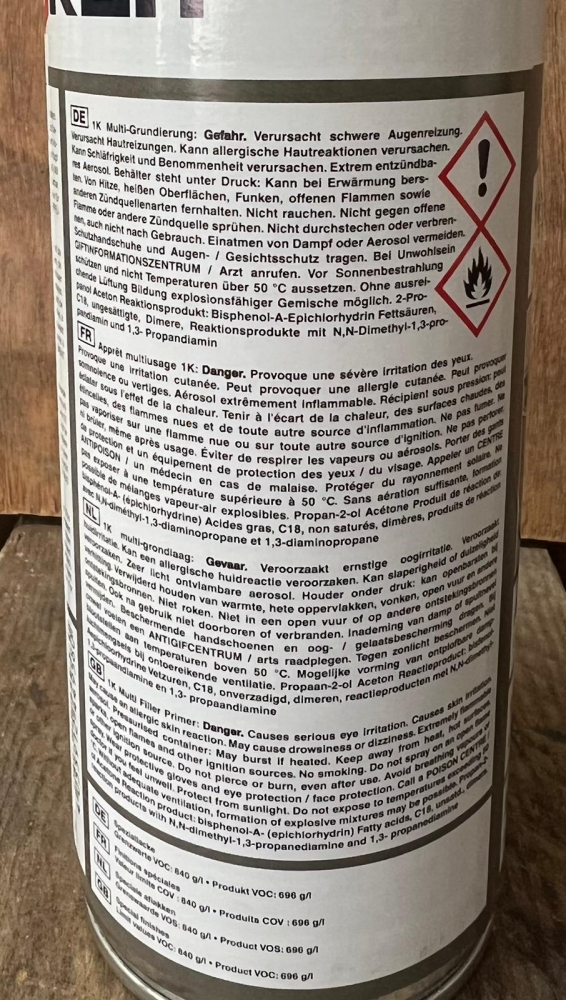 DE 1K Multi-Grundierung: Gefahr. Verursacht schwere Augenreizung.
Verursacht Hautreizungen. Kann allergische Hautreaktionen verursachen.
Kann Schläfrigkeit und Benommenheit verursachen. Extrem entzündba-
res Aerosol. Behälter steht unter Druck: Kann bei Erwärmung bers-
ten. Von Hitze, heißen Oberflächen, Funken, offenen Flammen sowie
anderen Zündquellenarten fernhalten. Nicht rauchen. Nicht gegen offene
Flamme oder andere Zündquelle sprühen. Nicht durchstechen oder verbren-
nen, auch nicht nach Gebrauch. Einatmen von Dampf oder Aerosol vermeiden.
Schutzhandschuhe und Augen- / Gesichtsschutz tragen. Bei Unwohlsein
GIFTINFORMATIONSZENTRUM / Arzt anrufen. Vor Sonnenbestrahlung
schützen und nicht Temperaturen über 50 °C aussetzen. Ohne ausrei-
chende Lüftung Bildung explosionsfähiger Gemische möglich. 2-Pro-
panol Aceton Reaktionsprodukt: Bisphenol-A-Epichlorhydrin Fettsäuren,
C18, ungesättigte, Dimere, Reaktionsprodukte mit N,N-Dimethyl-1,3-pro-
pandiamin und 1,3- Propandiamin
FR Apprêt multiusage 1K: Danger. Provoque une sévère irritation des yeux.
Provoque une irritation cutanée. Peut provoquer une allergie cutanée. Peut provoquer
somnolence ou vertiges. Aérosol extrêmement inflammable. Récipient sous pression: peut
éclater sous l'effet de la chaleur. Tenir à l'écart de la chaleur, des surfaces chaudes, des
étincelles, des flammes nues et de toute autre source d'inflammation. Ne pas fumer. Ne
pas vaporiser sur une flamme nue ou sur toute autre source d'ignition. Ne pas perforer,
ni brûler, même après usage. Éviter de respirer les vapeurs ou aérosols. Porter des gants
de protection et un équipement de protection des yeux / du visage. Appeler un CENTRE
ANTIPOISON / un médecin en cas de malaise. Protéger du rayonnement solaire. Ne
pas exposer à une température supérieure à 50 °C. Sans aération suffisante, formation
possible de mélanges vapeur-air explosibles. Propan-2-ol Acétone Produit de réaction de
bisphénol-A- (épichlorhydrine) Acides gras, C18, non saturés, dimères, produits de réaction
avec N,N-diméthyl-1,3-diaminopropane et 1,3-diaminopropane
NL 1K multi-grondlaag: Gevaar. Veroorzaakt ernstige oogirritatie. Veroorzaakt
huidirritatie. Kan een allergische huidreactie veroorzaken. Kan slaperigheid of duizeligheid
veroorzaken. Zeer licht ontvlambare aerosol. Houder onder druk: kan openbarsten bij
verhitting. Verwijderd houden van warmte, hete oppervlakken, vonken, open vuur en andere
ontstekingsbronnen. Niet roken. Niet in een open vuur of op andere ontstekingsbronnen
spuiten. Ook na gebruik niet doorboren of verbranden. Inademing van damp of spuitnevel
Beschermende handschoenen en oog- / gelaatsbescherming dragen. Bij
voelen een ANTIGIFCENTRUM / arts raadplegen. Tegen zonlicht beschermen. Niet
blootstellen aan temperaturen boven 50 °C. Mogelijke vorming van ontplofbare damp-
bij ontoereikende ventilatie. Propaan-2-ol Aceton Reactieproduct: bisfenol-
Vetzuren, C18, onverzadigd, dimeren, reactieproducten met N,N-dimethyl-
1,3-propaandiamine en 1,3- propaandiamine
GB 1K Multi Filler Primer: Danger. Causes serious eye irritation. Causes skin irritation.
May cause an allergic skin reaction. May cause drowsiness or dizziness. Extremely flammable
aerosol. Pressurised container: May burst if heated. Keep away from heat, hot surfaces,
open flames and other ignition sources. No smoking. Do not spray on an open flame
ignition source. Do not pierce or burn, even after use. Avoid breathing
Wear protective gloves and eye protection / face protection. Call a POISON CENTRE
if you feel unwell. Protect from sunlight. Do not expose to temperatures exceeding
Without adequate ventilation, formation of explosive mixtures may be possible.
Reaction product: bisphenol-A- (epichlorhydrin) Fatty acids, C18, unsatd.,
products with N,N-dimethyl-1,3-propanediamine and 1,3- propanediamine
DE Speziallacke
Grenzwerte VOC: 840 g/l • Produkt VOC: 696 g/l
FR Finitions spéciales
Valeur limite COV : 840 g/l • Produits COV : 696 g/l
NL Speciale aflakken
Grenswaarde VOS: 840 g/l • Product VOS: 696 g/l
GB Special finishes
Limit values VOC: 840 g/l • Product VOC: 696 g/l